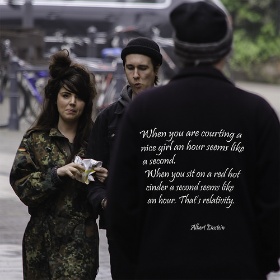 When you are courting a
nice girl an hour seems like
a second.
When you sit on a red hot
cinder a second seems like
an hour. That s relativity.
Albert Einstein